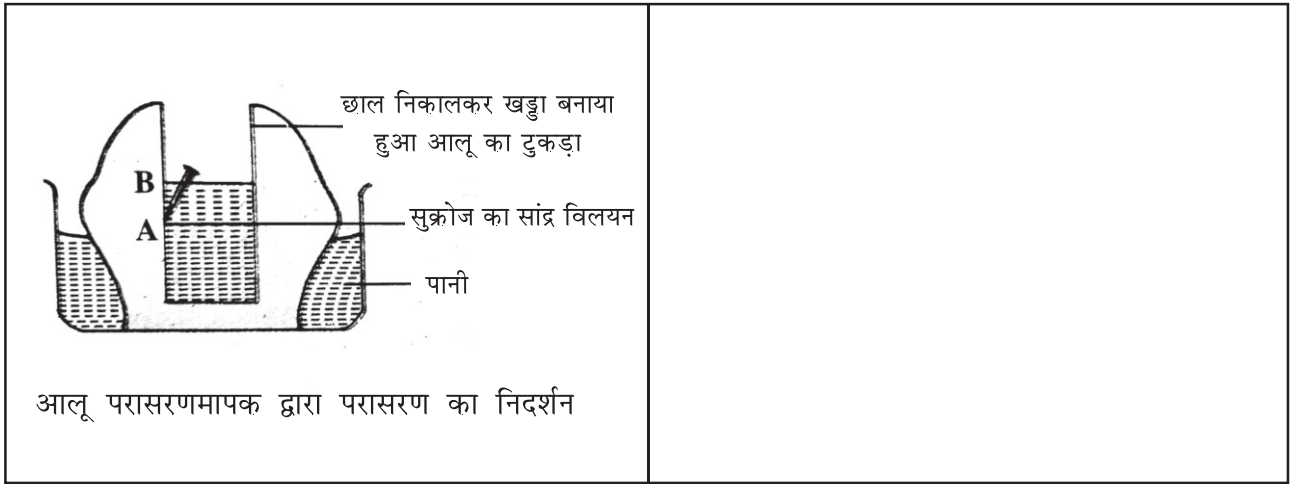 छाल निकालकर खड्डा बनाया
हुआ आलू का टुकड़ा
B
सुक्रोज का सांद्र विलयन
A
पानी
आलू परासरणमापक द्वारा परासरण का निदर्शन